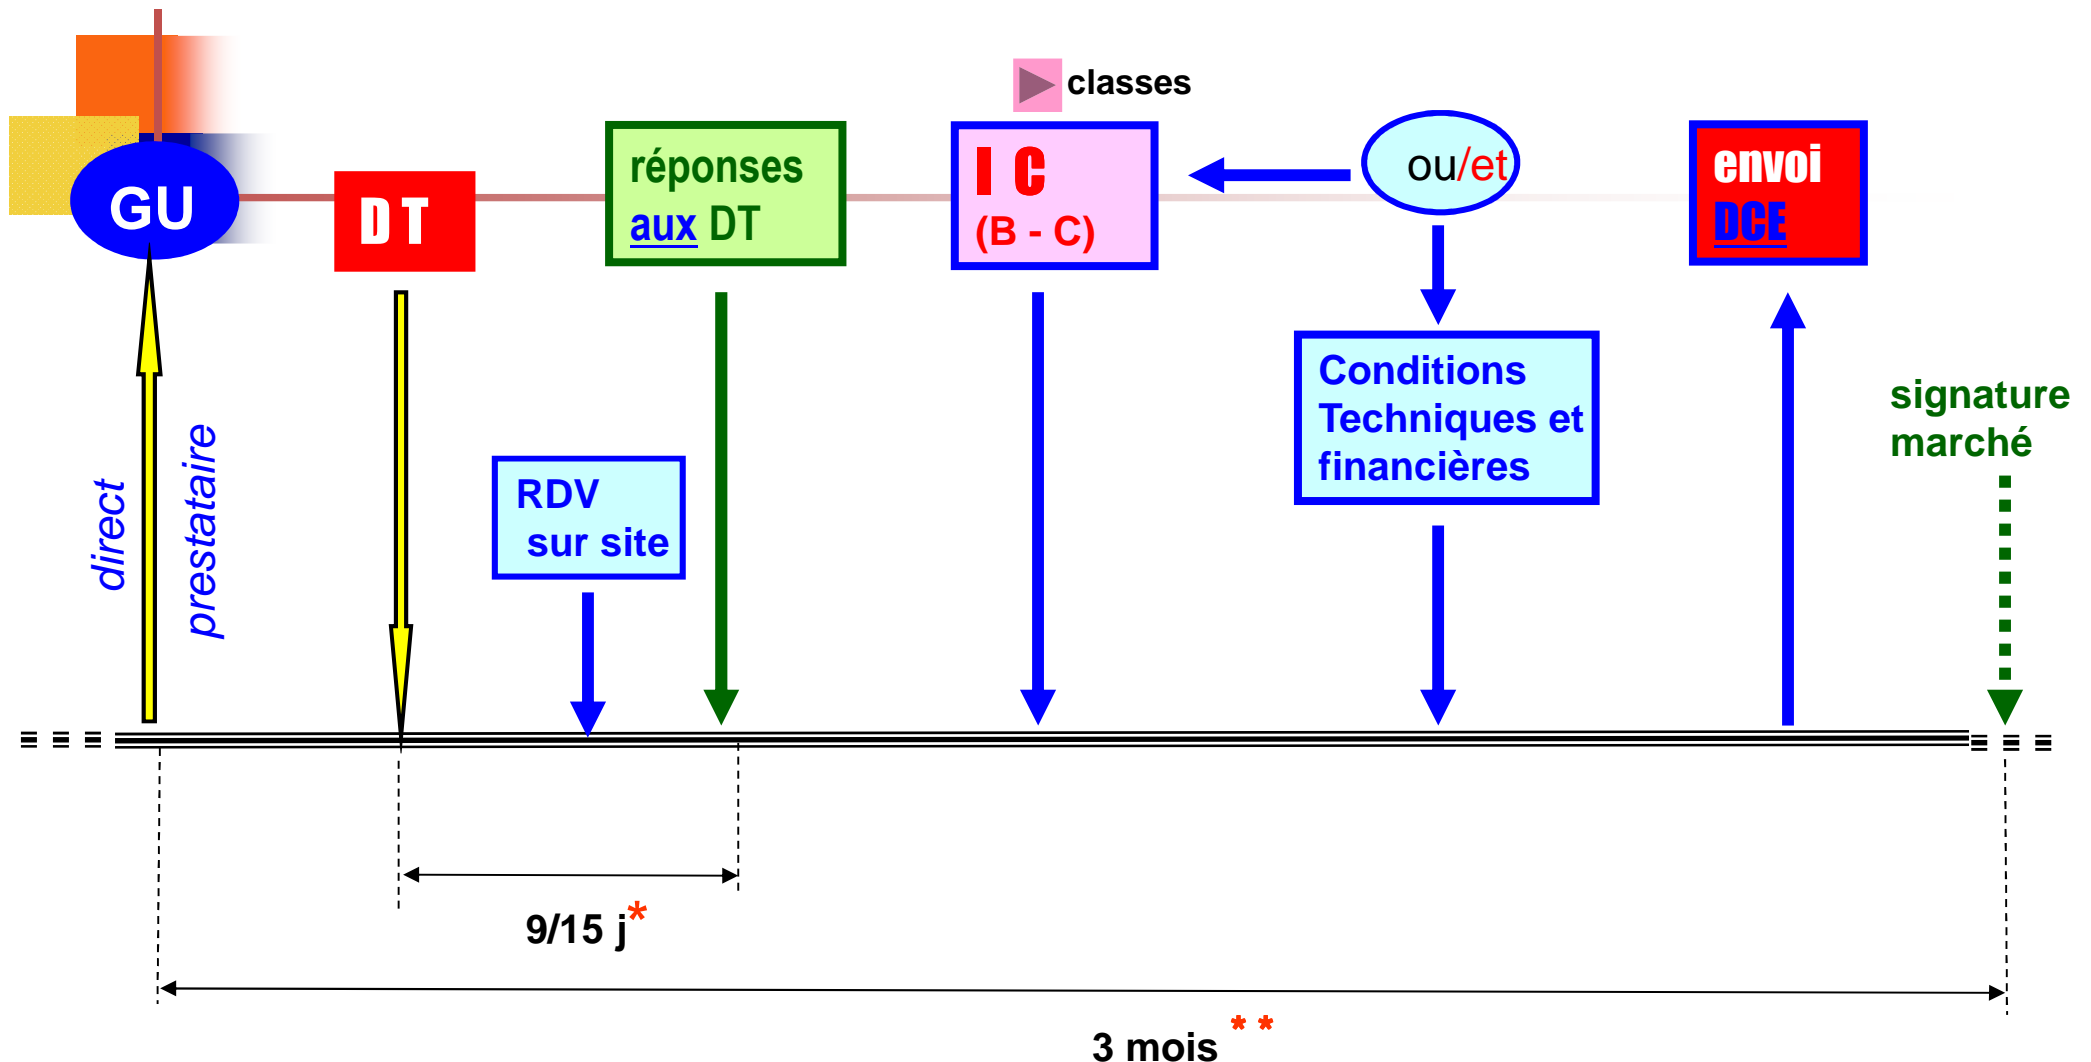 classes
GU
D T
réponses
aux DT
I C
(B - C)
ou/et
envoi
DCE
direct
prestataire
RDV
sur site
Conditions
Techniques et
financières
signature
marché
9/15 j*
3 mois **